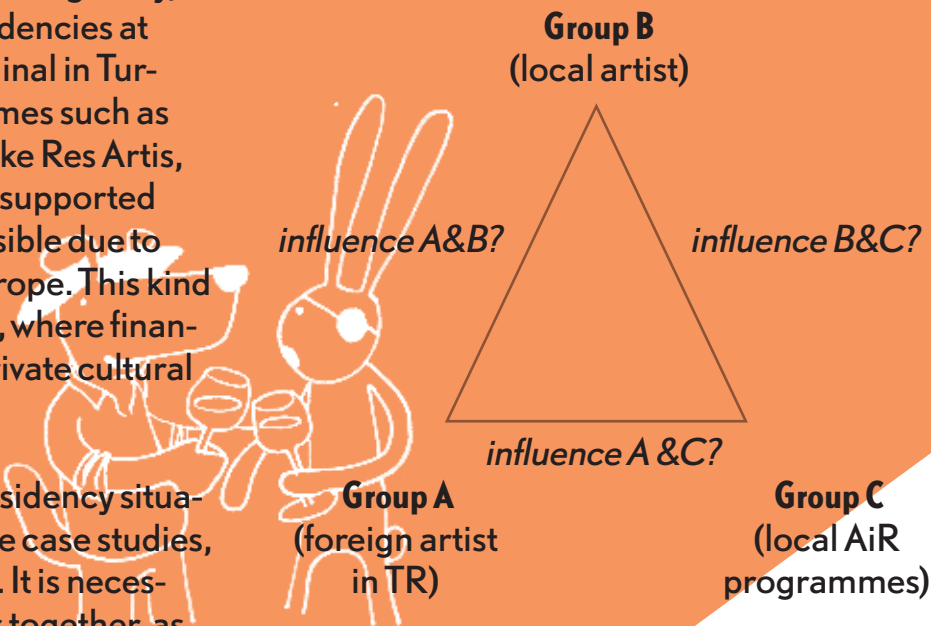 dencies at
inal in Tur-
mes such as
ke Res Artis,
supported
sible due to
rope. This kind
, where finan-
ivate cultural
sidency situa-
e case studies,
. It is neces-
together, as
Group B
(local artist)
influence A&B?
influence B&C?
influence A &C?
Group A
(foreign artist
in TR)
Group C
(local AiR
programmes)